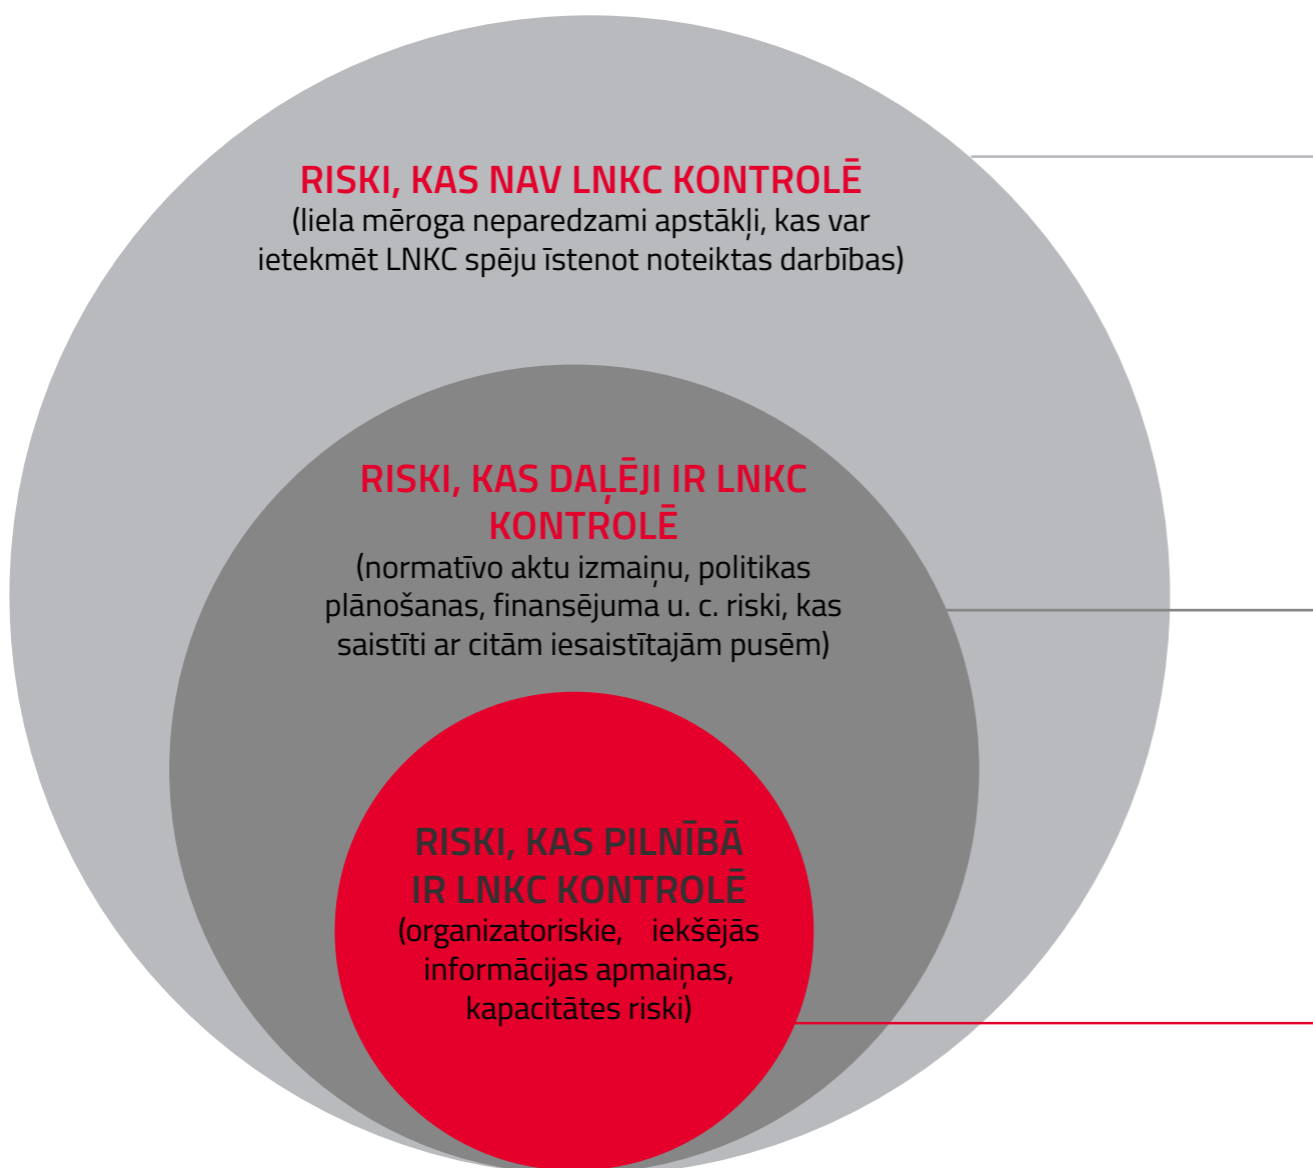 RISKI, KAS NAV LNKC KONTROLĒ
(liela mēroga neparedzami apstākļi, kas var
ietekmēt LNKC spēju īstenot noteiktas darbības)
RISKI, KAS DAĻĒJI IR LNKC
KONTROLĒ
(normatīvo aktu izmaiņu, politikas
plānošanas, finansējuma u. c. riski, kas
saistīti ar citām iesaistītajām pusēm)
RISKI, KAS PILNĪBĀ
IR LNKC KONTROLĒ
(organizatoriskie, iekšējās
informācijas apmaiņas,
kapacitātes riski)